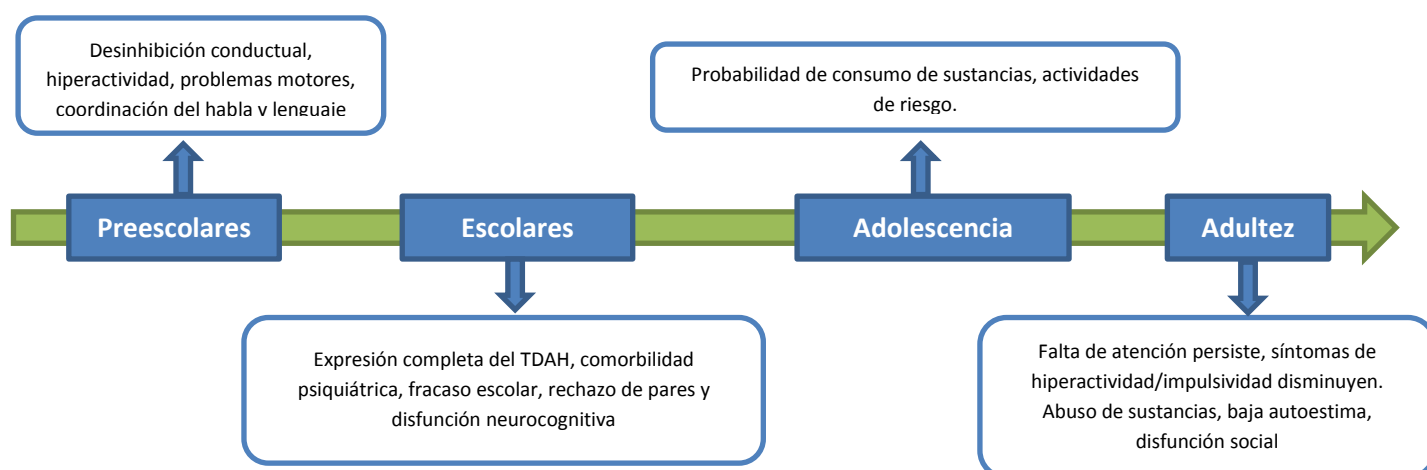 Desinhibición conductual,
hiperactividad, problemas motores,
coordinación del habla y lenguaje
Probabilidad de consumo de sustancias, actividades
de riesgo.
Preescolares
Escolares
Adolescencia
Adultez
Expresión completa del TDAH, comorbilidad
psiquiátrica, fracaso escolar, rechazo de pares y
disfunción neurocognitiva
Falta de atención persiste, síntomas de
hiperactividad/impulsividad disminuyen.
Abuso de sustancias, baja autoestima,
disfunción social